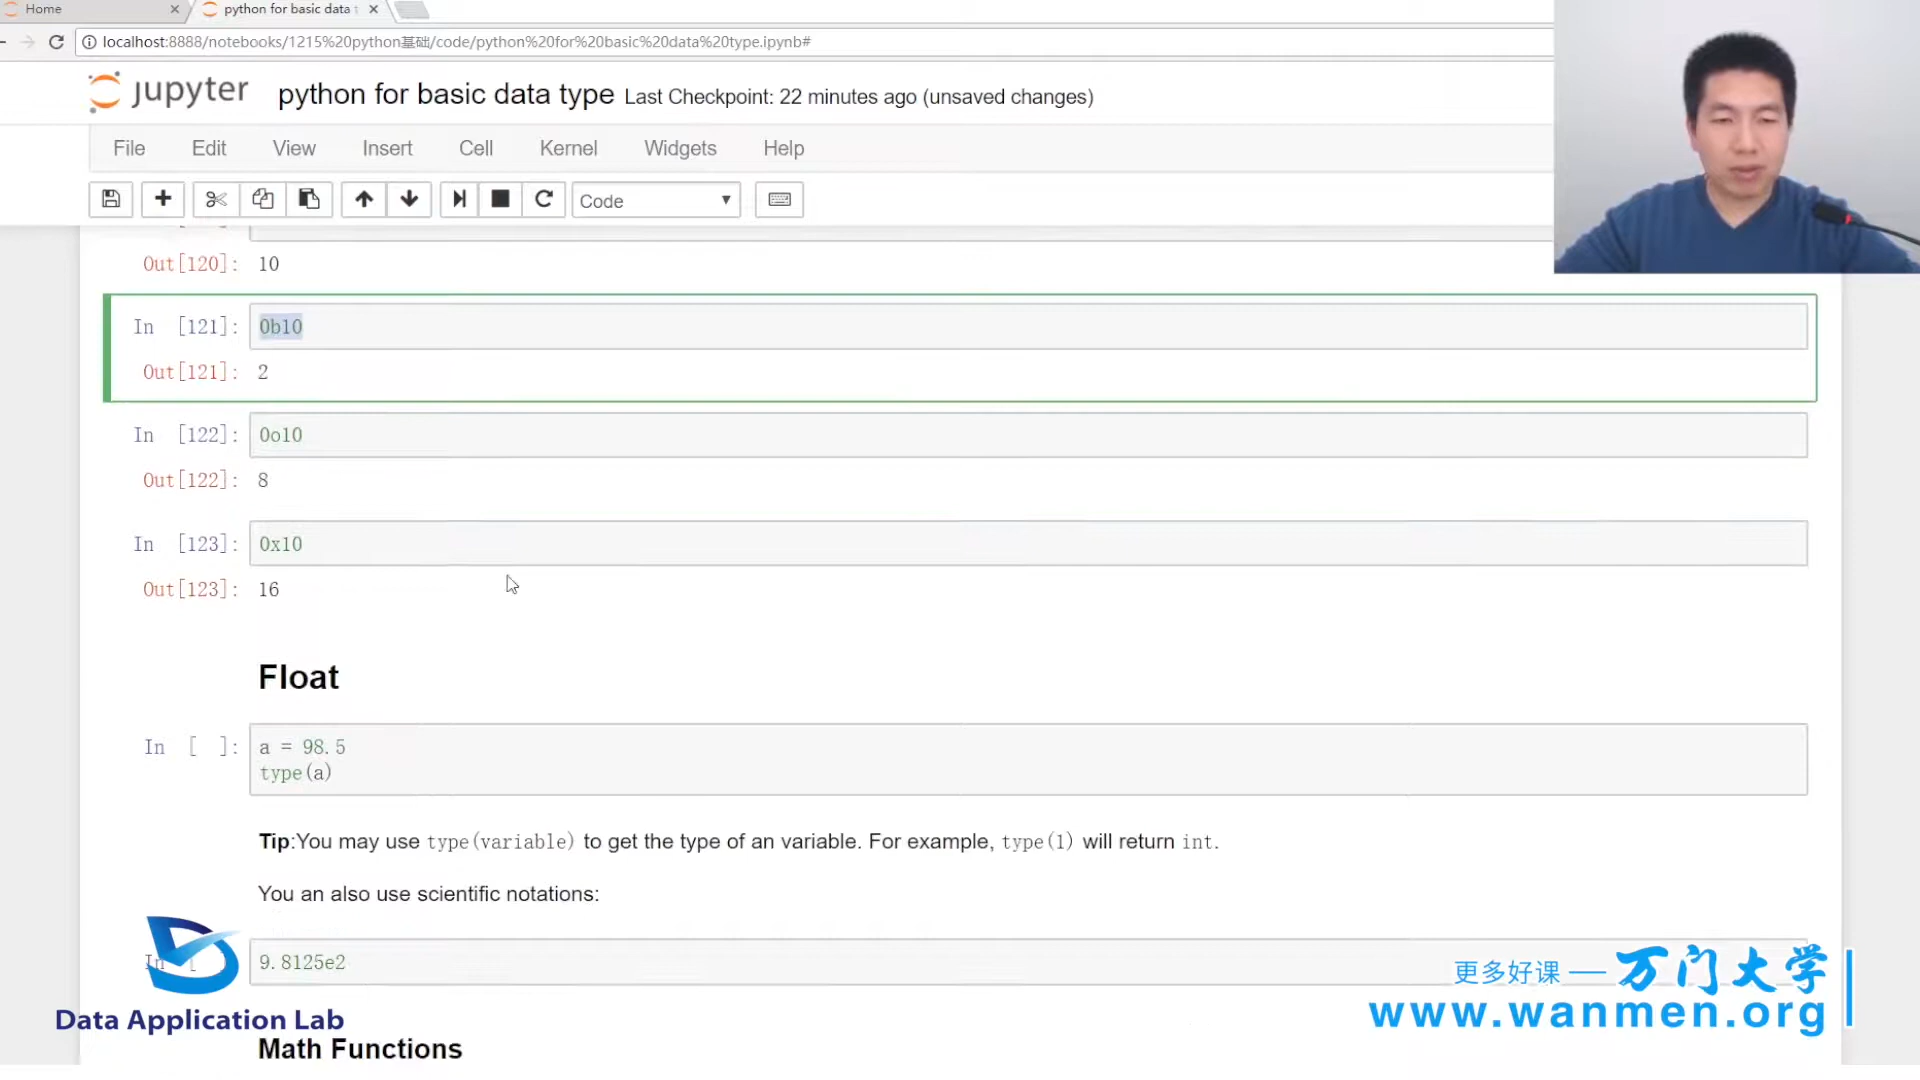 Home
python for basic data t
localhost:8888/notebooks/1215%20python基础/code/python%20for%20basic%20data%20type.ipynb#
jupyter python for basic data type Last Checkpoint: 22 minutes ago (unsaved changes)
File Edit View Insert Cell Kernel Widgets Help
Code
Out[120]: 10
In [121]: 0b10
Out[121]: 2
In [122]: 0o10
Out[122]: 8
In [123]: 0x10
Out[123]: 16
Float
In [ ]: a = 98.5
type(a)
Tip:You may use type(variable) to get the type of an variable. For example, type(1) will return int.
You an also use scientific notations:
In [ ]: 9.8125e2
更多好课 — 万门大学
www.wanmen.org
Data Application Lab
Math Functions